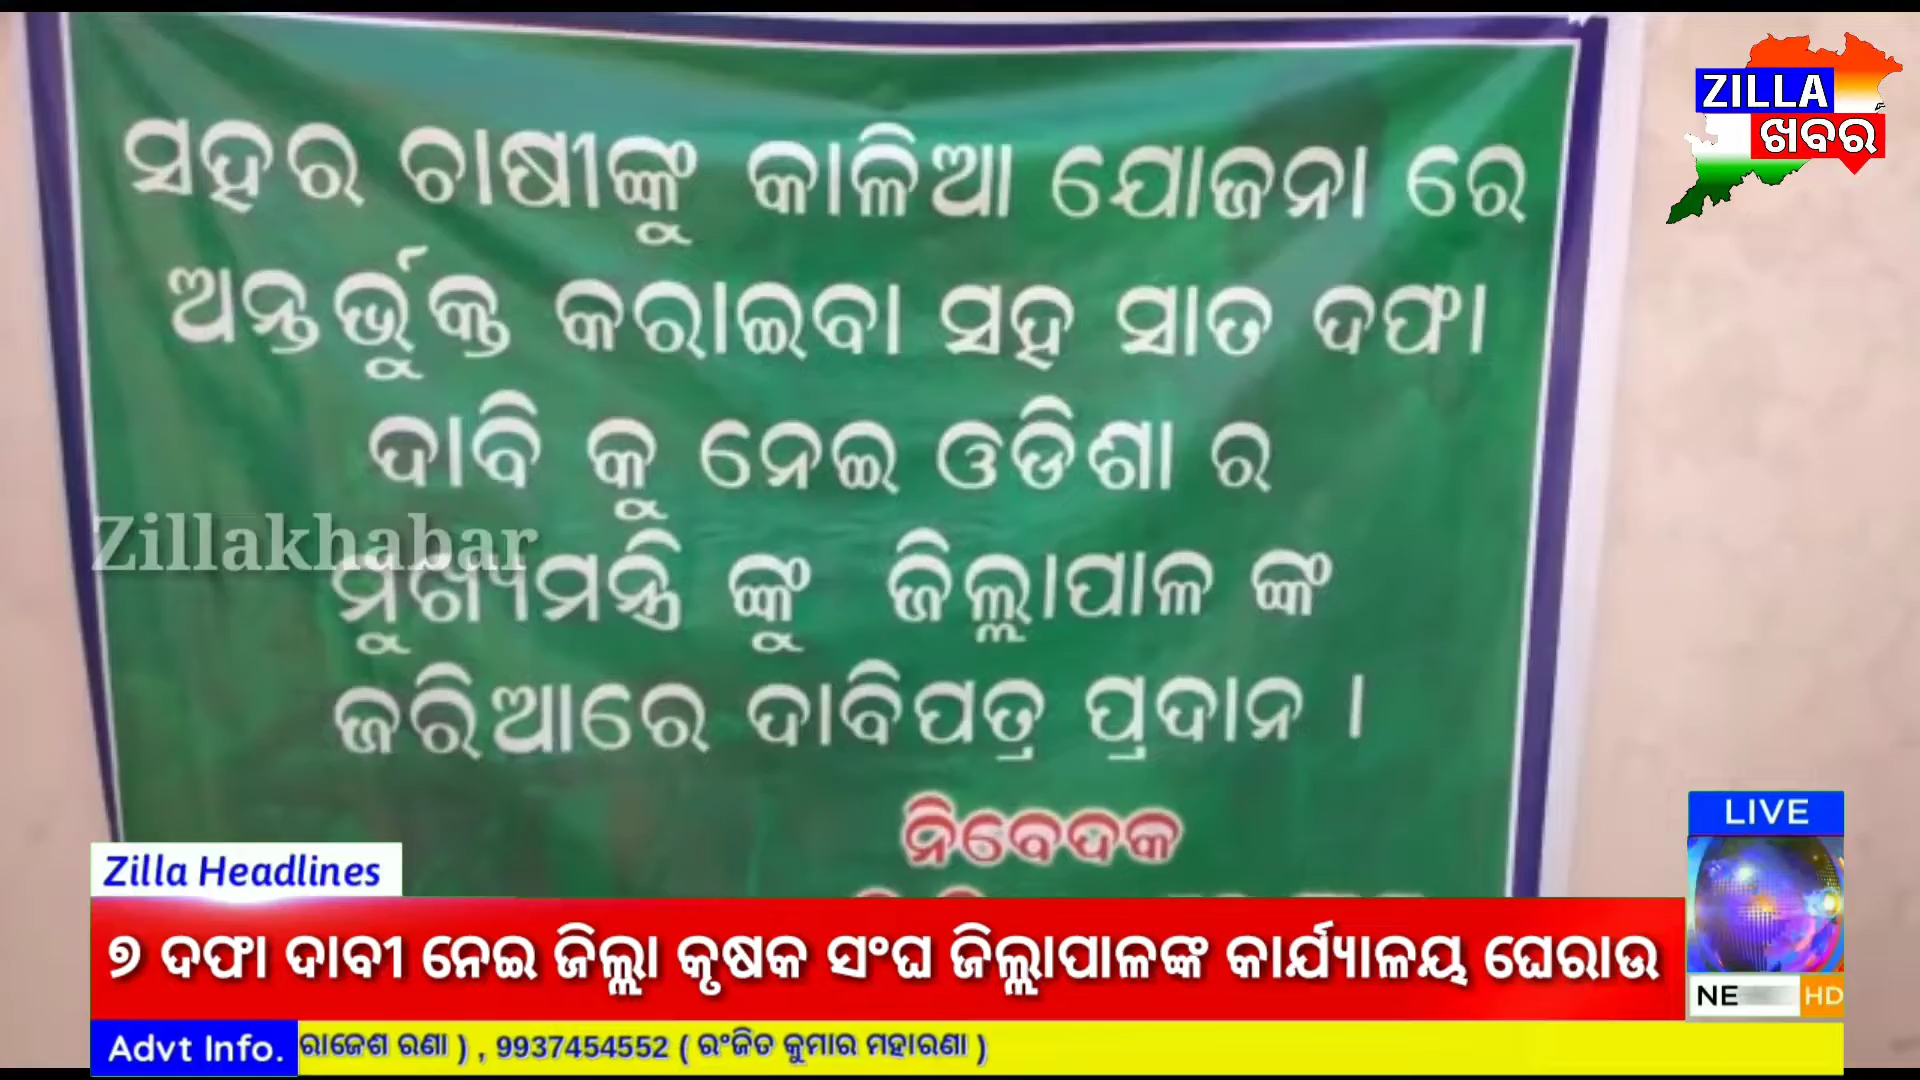 ZILLA
ଖବର
ସହର ଚାଷୀଙ୍କୁ କାଳିଆ ଯୋଜନା ରେ
ଅନ୍ତର୍ଭୁକ୍ତ କରାଇବା ସହ ସାତ ଦଫା
ଦାବି କୁ ନେଇ ଓଡିଶା ର
Zillakhabar
ମୁଖ୍ୟମନ୍ତ୍ରି ଙ୍କୁ ଜିଲ୍ଲାପାଳ ଙ୍କ
ଜରିଆରେ ଦାବିପତ୍ର ପ୍ରଦାନ ।
ନିବେଦକ
LIVE
Zilla Headlines
୭ ଦଫା ଦାବୀ ନେଇ ଜିଲ୍ଲା କୃଷକ ସଂଘ ଜିଲ୍ଲାପାଳଙ୍କ କାର୍ଯ୍ୟାଳୟ ଘେରାଉ
NE HD
Advt Info. ରାଜେଶ ରଣା ) , 9937454552 ( ରଂଜିତ କୁମାର ମହାରଣା )